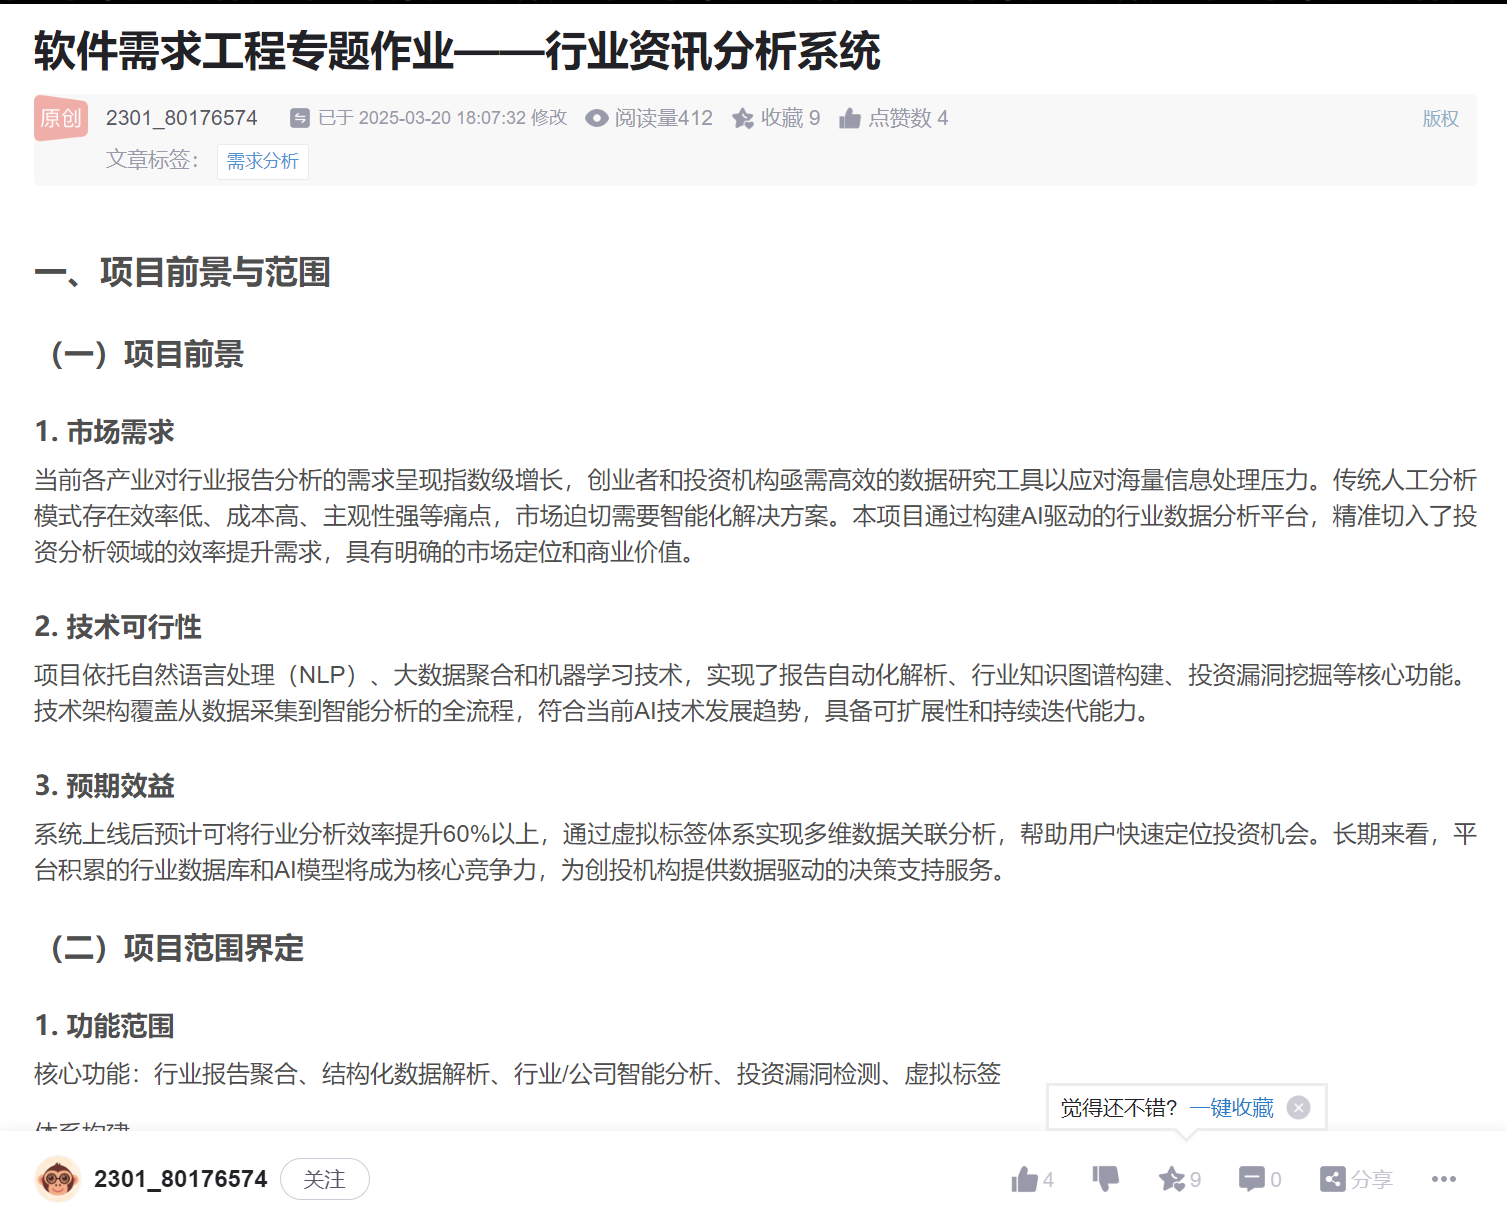 软件需求工程专题作业——行业资讯分析系统
原创 2301_80176574 已于 2025-03-20 18:07:32 修改 阅读量412 收藏 9 点赞数 4 版权
文章标签： 需求分析
一、项目前景与范围
（一）项目前景
1. 市场需求
当前各产业对行业报告分析的需求呈现指数级增长，创业者和投资机构亟需高效的数据研究工具以应对海量信息处理压力。传统人工分析
模式存在效率低、成本高、主观性强等痛点，市场迫切需要智能化解决方案。本项目通过构建AI驱动的行业数据分析平台，精准切入了投
资分析领域的效率提升需求，具有明确的市场定位和商业价值。
2. 技术可行性
项目依托自然语言处理（NLP）、大数据聚合和机器学习技术，实现了报告自动化解析、行业知识图谱构建、投资漏洞挖掘等核心功能。
技术架构覆盖从数据采集到智能分析的全流程，符合当前AI技术发展趋势，具备可扩展性和持续迭代能力。
3. 预期效益
系统上线后预计可将行业分析效率提升60%以上，通过虚拟标签体系实现多维数据关联分析，帮助用户快速定位投资机会。长期来看，平
台积累的行业数据库和AI模型将成为核心竞争力，为创投机构提供数据驱动的决策支持服务。
（二）项目范围界定
1. 功能范围
核心功能：行业报告聚合、结构化数据解析、行业/公司智能分析、投资漏洞检测、虚拟标签
体系构建
觉得还不错? 一键收藏
2301_80176574 关注 4 9 0 分享